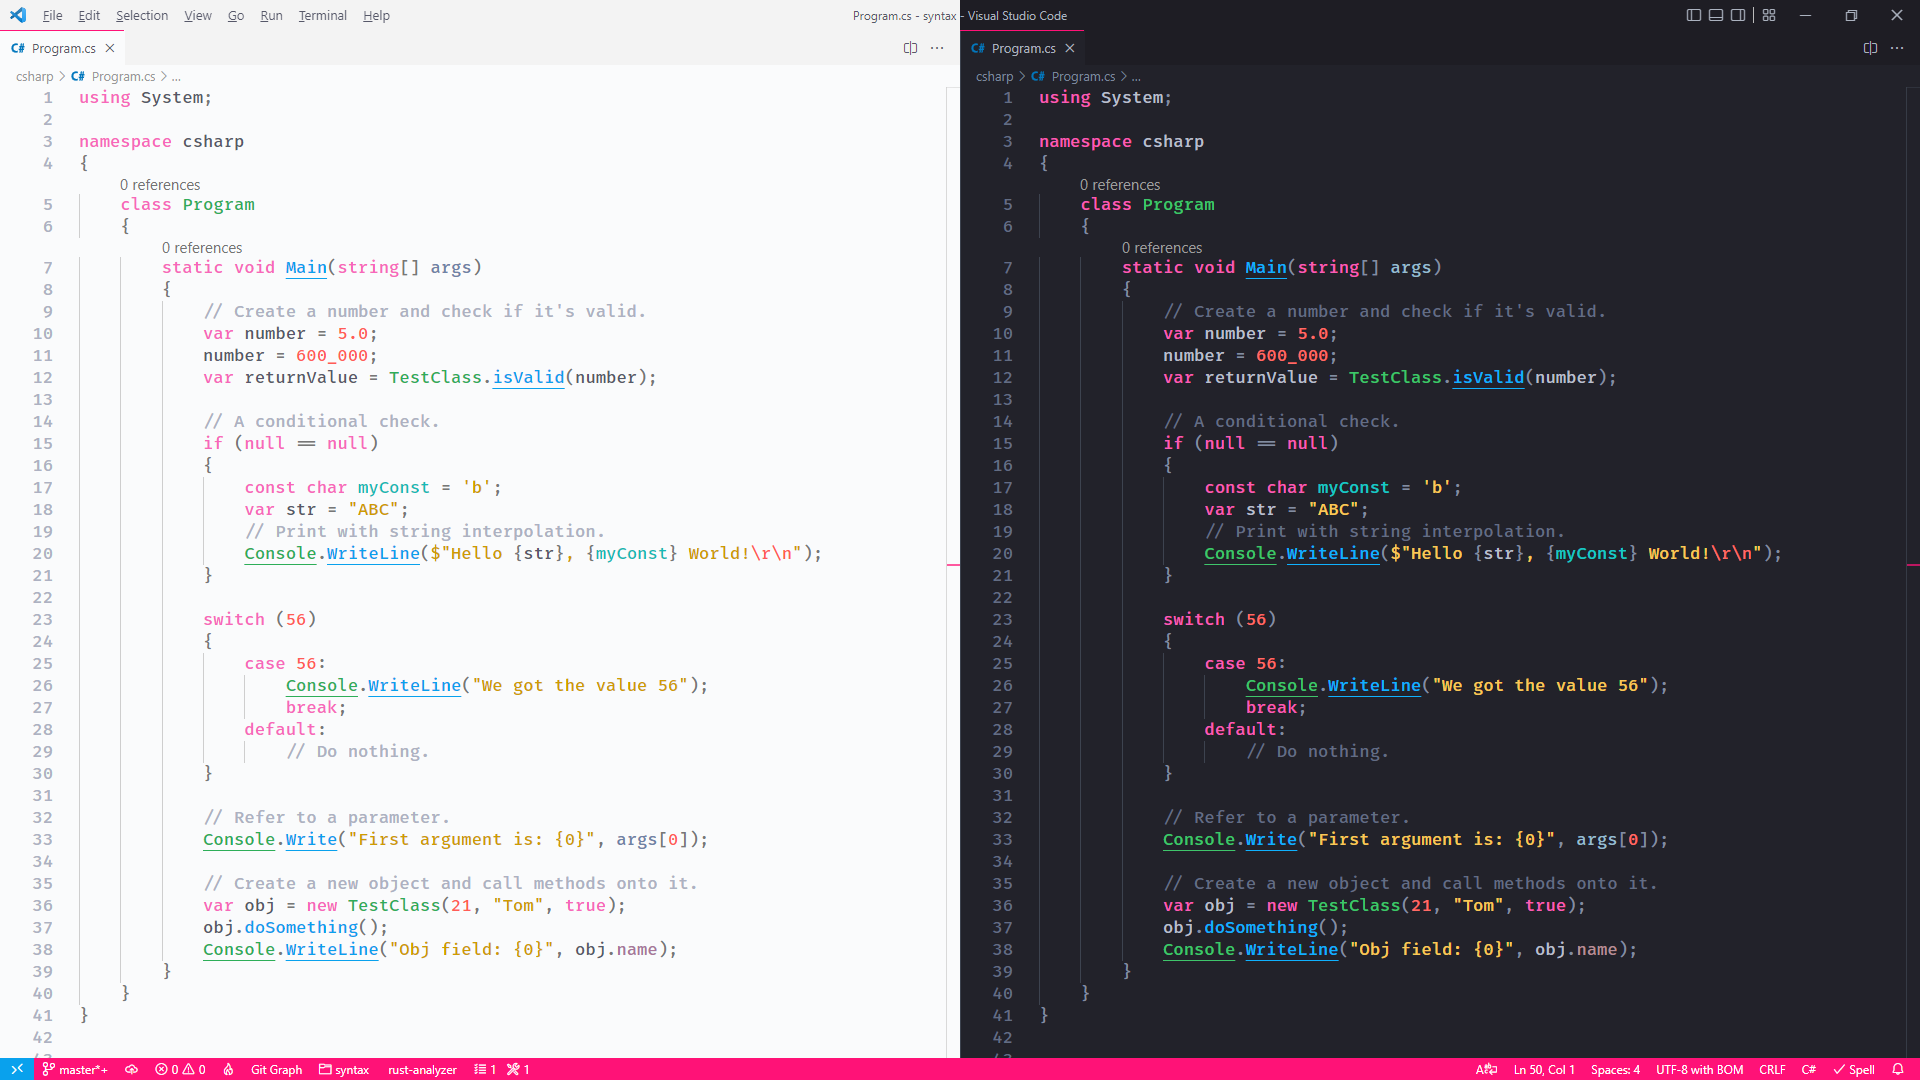 File Edit Selection View Go Run Terminal Help Program.cs - syntax - Visual Studio Code
C# Program.cs
csharp > C# Program.cs > ...
1 using System;
2
3 namespace csharp
4 {
0 references
5 class Program
6 {
0 references
7 static void Main(string[] args)
8 {
9 // Create a number and check if it's valid.
10 var number = 5.0;
11 number = 600_000;
12 var returnValue = TestClass.isValid(number);
13
14 // A conditional check.
15 if (null == null)
16 {
17 const char myConst = 'b';
18 var str = "ABC";
19 // Print with string interpolation.
20 Console.WriteLine($"Hello {str}, {myConst} World!\r\n");
21 }
22
23 switch (56)
24 {
25 case 56:
26 Console.WriteLine("We got the value 56");
27 break;
28 default:
29 // Do nothing.
30 }
31
32 // Refer to a parameter.
33 Console.Write("First argument is: {0}", args[0]);
34
35 // Create a new object and call methods onto it.
36 var obj = new TestClass(21, "Tom", true);
37 obj.doSomething();
38 Console.WriteLine("Obj field: {0}", obj.name);
39 }
40 }
41 }
42
C# Program.cs
csharp > C# Program.cs > ...
1 using System;
2
3 namespace csharp
4 {
0 references
5 class Program
6 {
0 references
7 static void Main(string[] args)
8 {
9 // Create a number and check if it's valid.
10 var number = 5.0;
11 number = 600_000;
12 var returnValue = TestClass.isValid(number);
13
14 // A conditional check.
15 if (null == null)
16 {
17 const char myConst = 'b';
18 var str = "ABC";
19 // Print with string interpolation.
20 Console.WriteLine($"Hello {str}, {myConst} World!\r\n");
21 }
22
23 switch (56)
24 {
25 case 56:
26 Console.WriteLine("We got the value 56");
27 break;
28 default:
29 // Do nothing.
30 }
31
32 // Refer to a parameter.
33 Console.Write("First argument is: {0}", args[0]);
34
35 // Create a new object and call methods onto it.
36 var obj = new TestClass(21, "Tom", true);
37 obj.doSomething();
38 Console.WriteLine("Obj field: {0}", obj.name);
39 }
40 }
41 }
42
master*+ 0 0 Git Graph syntax rust-analyzer 1 1 Ln 50, Col 1 Spaces: 4 UTF-8 with BOM CRLF C# Spell